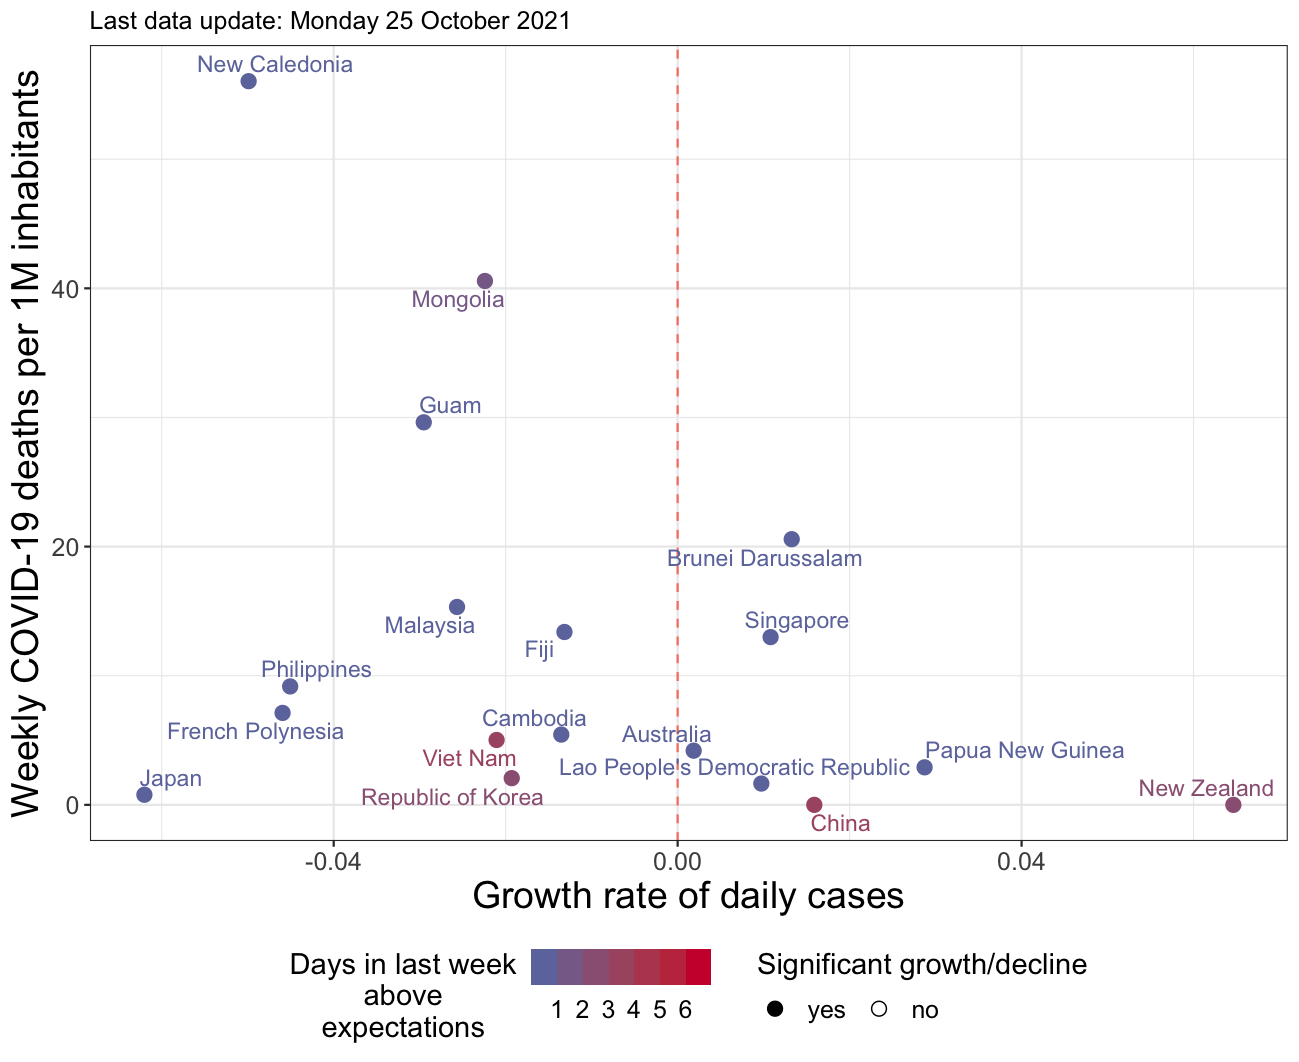 Last data update: Monday 25 October 2021
New Caledonia
Mongolia
Guam
Brunei Darussalam
Malaysia
Fiji
Singapore
Philippines
French Polynesia
Cambodia
Viet Nam
Australia
Papua New Guinea
Lao People's Democratic Republic
Japan
Republic of Korea
China
New Zealand
Weekly COVID-19 deaths per 1M inhabitants
40
20
0
-0.04
0.00
0.04
Growth rate of daily cases
Days in last week
above
expectations
1 2 3 4 5 6
Significant growth/decline
yes no